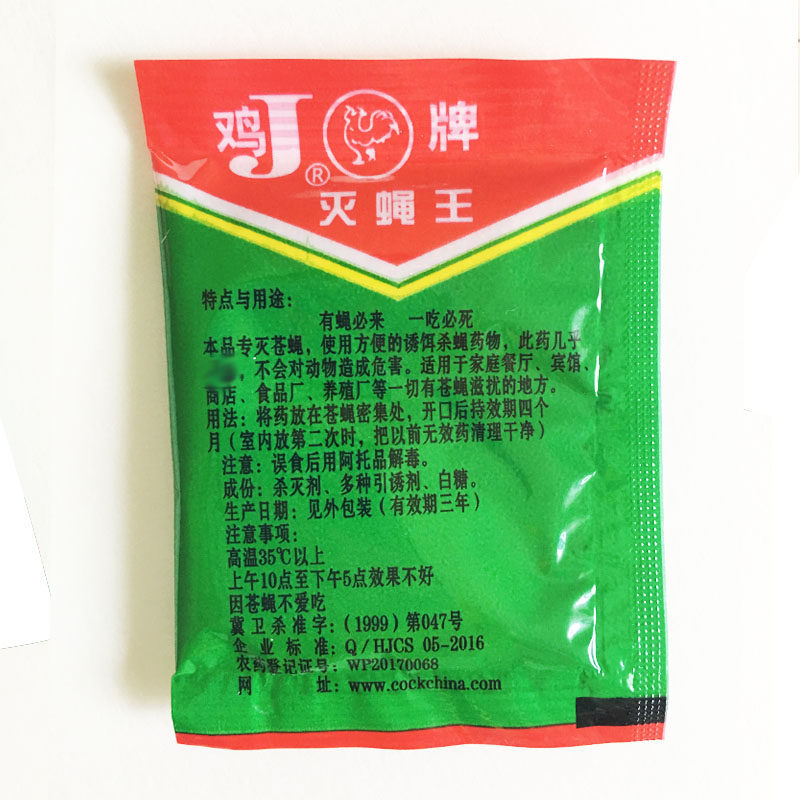 鸡J®牌
灭蝇王
特点与用途：
有蝇必来 一吃必死
本品专灭苍蝇，使用方便的诱饵杀蝇药物，此药几乎
，不会对动物造成危害。适用于家庭餐厅、宾馆、
商店、食品厂、养殖厂等一切有苍蝇滋扰的地方。
用法：将药放在苍蝇密集处，开口后持效期四个
月（室内放第二次时，把以前无效药清理干净）
注意：误食后用阿托品解毒。
成份：杀灭剂、多种引诱剂、白糖。
生产日期：见外包装（有效期三年）
注意事项：
高温35℃以上
上午10点至下午5点效果不好
因苍蝇不爱吃
冀卫杀准字：（1999）第047号
企业标准：Q/HJCS 05-2016
农药登记证号：WP20170068
网 址：www.cockchina.com